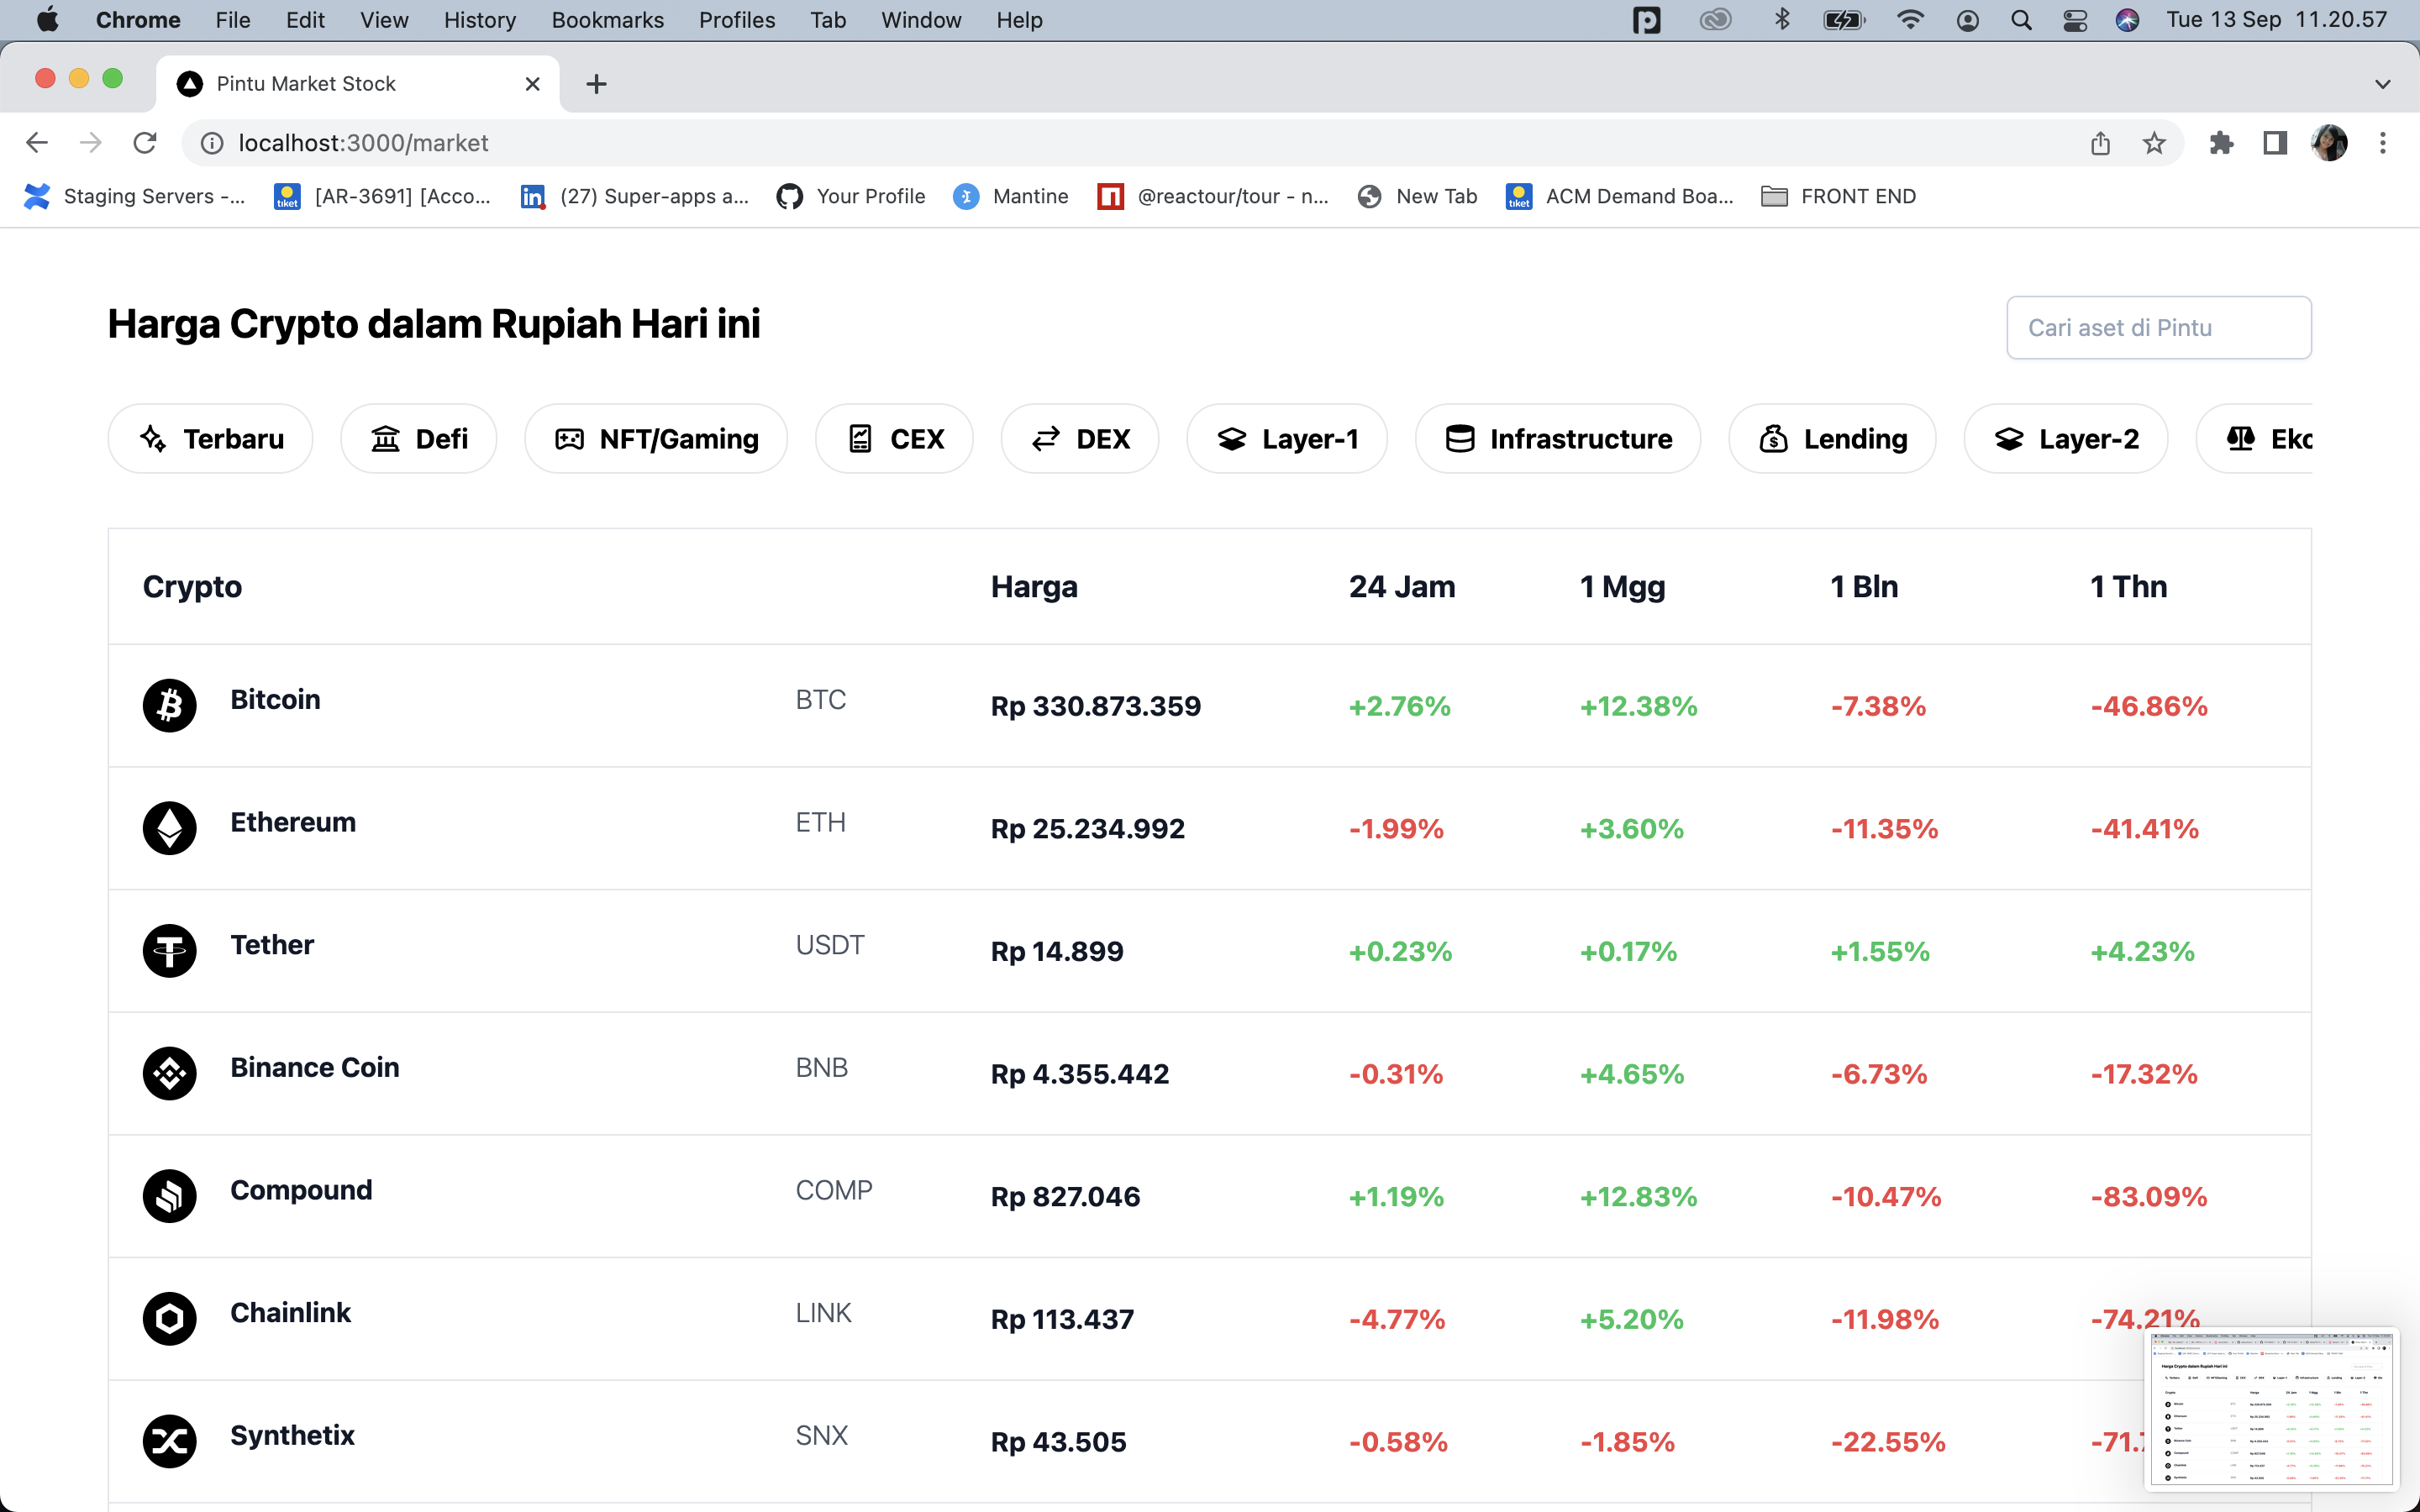 Chrome File Edit View History Bookmarks Profiles Tab Window Help Tue 13 Sep 11.20.57
Pintu Market Stock
localhost:3000/market
Staging Servers -... [AR-3691] [Acco... (27) Super-apps a... Your Profile Mantine @reactour/tour - n... New Tab ACM Demand Boa... FRONT END
Harga Crypto dalam Rupiah Hari ini
Cari aset di Pintu
Terbaru Defi NFT/Gaming CEX DEX Layer-1 Infrastructure Lending Layer-2
Crypto Harga 24 Jam 1 Mgg 1 Bln 1 Thn
Bitcoin BTC Rp 330.873.359 +2.76% +12.38% -7.38% -46.86%
Ethereum ETH Rp 25.234.992 -1.99% +3.60% -11.35% -41.41%
Tether USDT Rp 14.899 +0.23% +0.17% +1.55% +4.23%
Binance Coin BNB Rp 4.355.442 -0.31% +4.65% -6.73% -17.32%
Compound COMP Rp 827.046 +1.19% +12.83% -10.47% -83.09%
Chainlink LINK Rp 113.437 -4.77% +5.20% -11.98% -74.21%
Synthetix SNX Rp 43.505 -0.58% -1.85% -22.55%